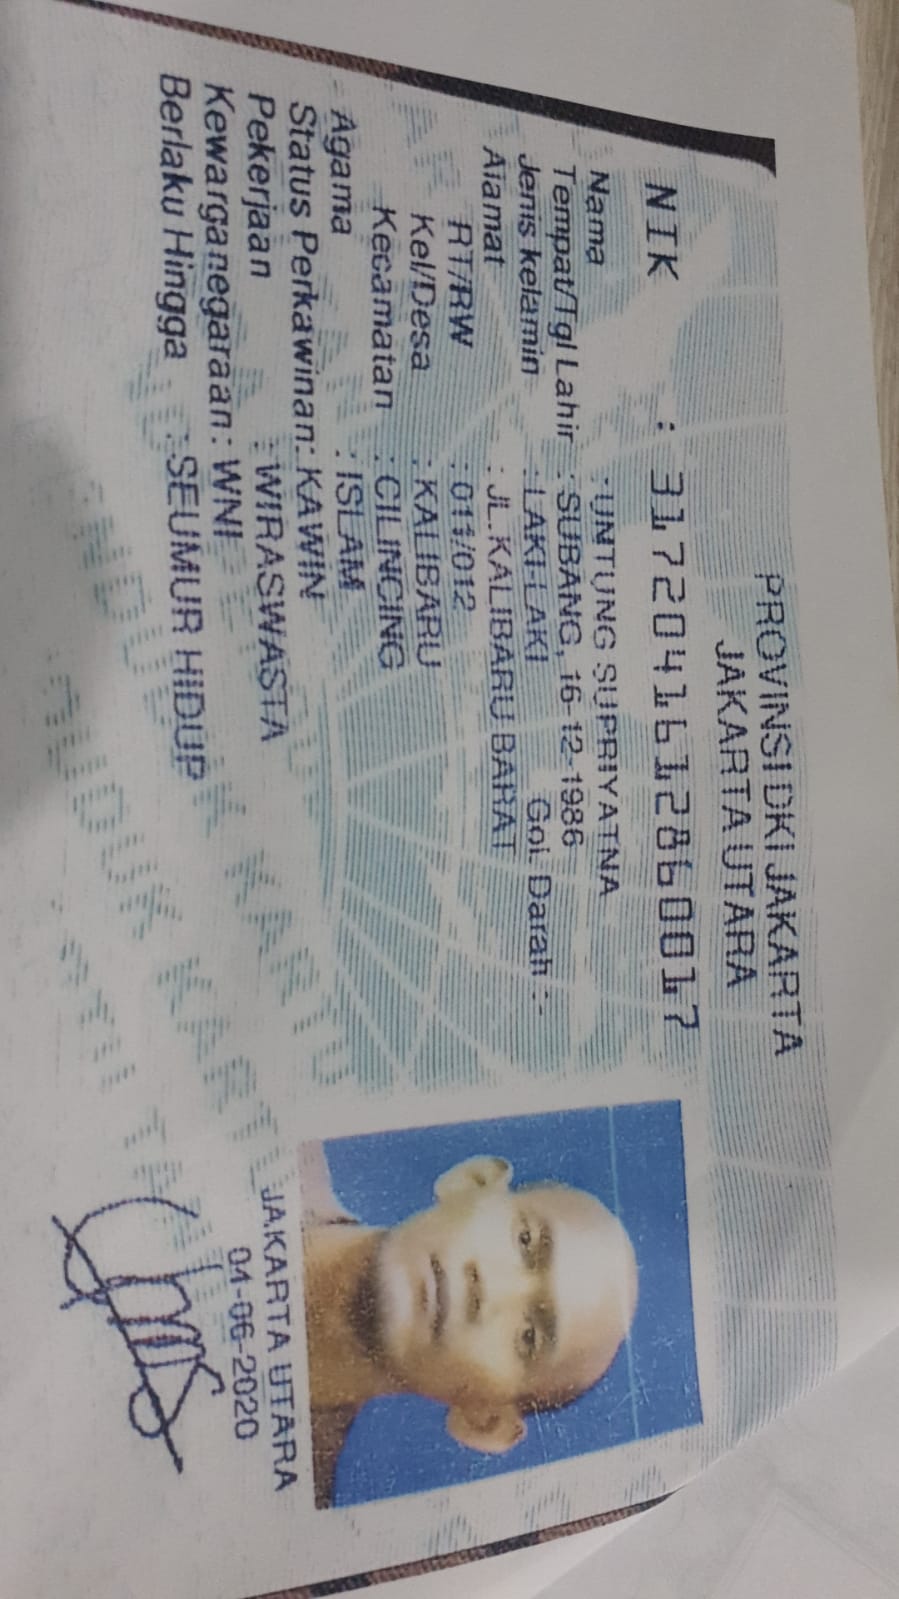 PROVINSI DKI JAKARTA
JAKARTA UTARA
NIK : 3172041612860017
Nama : UNTUNG SUPRIYATNA
Tempat/Tgl Lahir : SUBANG, 16-12-1986
Jenis kelamin : LAKI-LAKI Gol. Darah : -
Alamat : JL. KALIBARU BARAT
RT/RW : 011/012
Kel/Desa : KALIBARU
Kecamatan : CILINCING
Agama : ISLAM
Status Perkawinan: KAWIN
Pekerjaan : WIRASWASTA
Kewarganegaraan: WNI
Berlaku Hingga : SEUMUR HIDUP
JAKARTA UTARA
04-06-2020